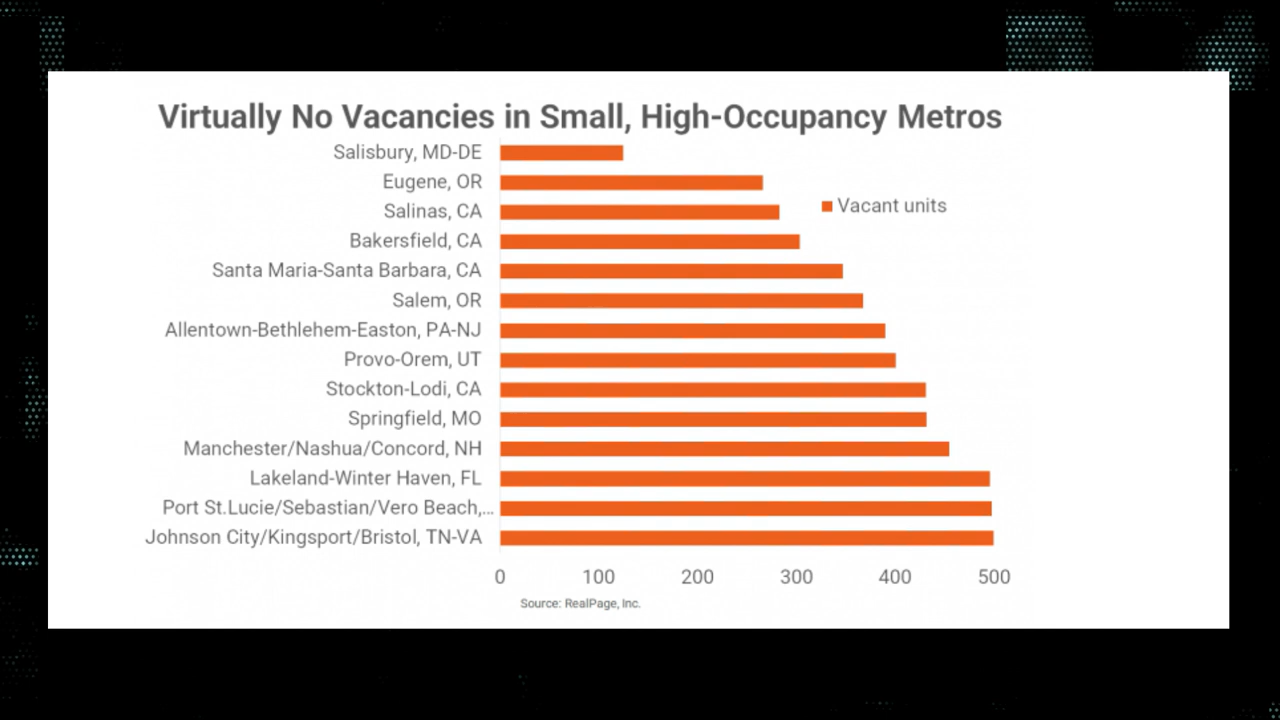 Virtually No Vacancies in Small, High-Occupancy Metros
Salisbury, MD-DE
Eugene, OR
Salinas, CA
Vacant units
Bakersfield, CA
Santa Maria-Santa Barbara, CA
Salem, OR
Allentown-Bethlehem-Easton, PA-NJ
Provo-Orem, UT
Stockton-Lodi, CA
Springfield, MO
Manchester/Nashua/Concord, NH
Lakeland-Winter Haven, FL
Port St.Lucie/Sebastian/Vero Beach,...
Johnson City/Kingsport/Bristol, TN-VA
0 100 200 300 400 500
Source: RealPage, Inc.